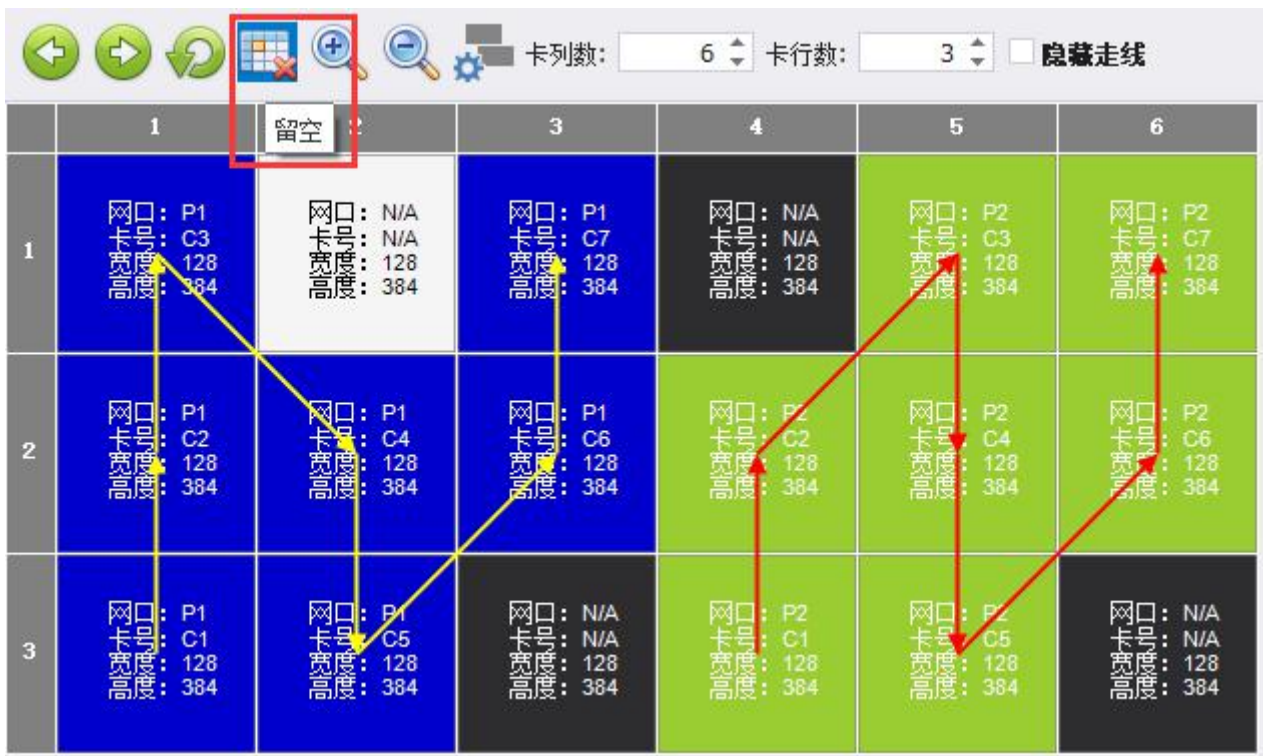 卡列数: 6 卡行数: 3 隐藏走线
留空
1 2 3 4 5 6
1
网口: P1
卡号: C3
宽度: 128
高度: 384
网口: N/A
卡号: N/A
宽度: 128
高度: 384
网口: P1
卡号: C7
宽度: 128
高度: 384
网口: N/A
卡号: N/A
宽度: 128
高度: 384
网口: P2
卡号: C3
宽度: 128
高度: 384
网口: P2
卡号: C7
宽度: 128
高度: 384
2
网口: P1
卡号: C2
宽度: 128
高度: 384
网口: P1
卡号: C4
宽度: 128
高度: 384
网口: P1
卡号: C6
宽度: 128
高度: 384
网口: P2
卡号: C2
宽度: 128
高度: 384
网口: P2
卡号: C4
宽度: 128
高度: 384
网口: P2
卡号: C6
宽度: 128
高度: 384
3
网口: P1
卡号: C1
宽度: 128
高度: 384
网口: P1
卡号: C5
宽度: 128
高度: 384
网口: N/A
卡号: N/A
宽度: 128
高度: 384
网口: P2
卡号: C1
宽度: 128
高度: 384
网口: P2
卡号: C5
宽度: 128
高度: 384
网口: N/A
卡号: N/A
宽度: 128
高度: 384